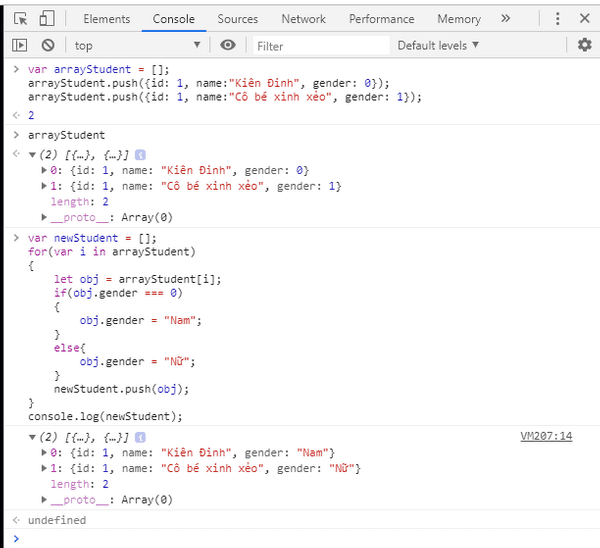 Elements Console Sources Network Performance Memory »
top Filter Default levels
> var arrayStudent = [];
arrayStudent.push({id: 1, name:"Kiên Đinh", gender: 0});
arrayStudent.push({id: 1, name:"Cô bé xinh xẻo", gender: 1});
2
> arrayStudent
(2) [{…}, {…}] i
0: {id: 1, name: "Kiên Đinh", gender: 0}
1: {id: 1, name: "Cô bé xinh xẻo", gender: 1}
length: 2
__proto__: Array(0)
> var newStudent = [];
for(var i in arrayStudent)
{
let obj = arrayStudent[i];
if(obj.gender === 0)
{
obj.gender = "Nam";
}
else{
obj.gender = "Nữ";
}
newStudent.push(obj);
}
console.log(newStudent);
(2) [{…}, {…}] i VM207:14
0: {id: 1, name: "Kiên Đinh", gender: "Nam"}
1: {id: 1, name: "Cô bé xinh xẻo", gender: "Nữ"}
length: 2
__proto__: Array(0)
undefined
>